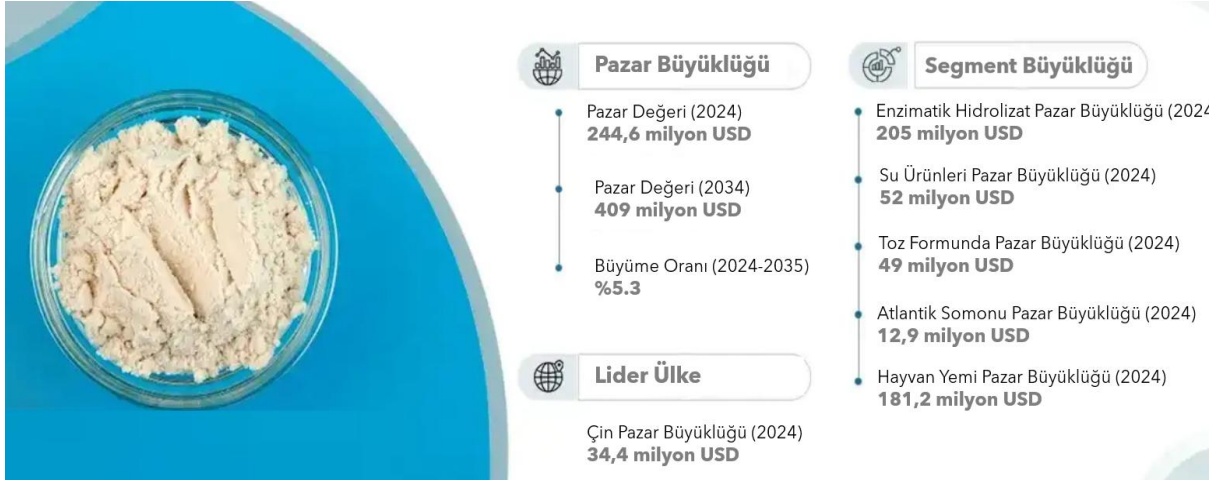 Pazar Büyüklüğü
Pazar Değeri (2024)
244,6 milyon USD
Pazar Değeri (2034)
409 milyon USD
Büyüme Oranı (2024-2035)
%5.3
Lider Ülke
Çin Pazar Büyüklüğü (2024)
34,4 milyon USD
Segment Büyüklüğü
Enzimatik Hidrolizat Pazar Büyüklüğü (2024
205 milyon USD
Su Ürünleri Pazar Büyüklüğü (2024)
52 milyon USD
Toz Formunda Pazar Büyüklüğü (2024)
49 milyon USD
Atlantik Somonu Pazar Büyüklüğü (2024)
12,9 milyon USD
Hayvan Yemi Pazar Büyüklüğü (2024)
181,2 milyon USD